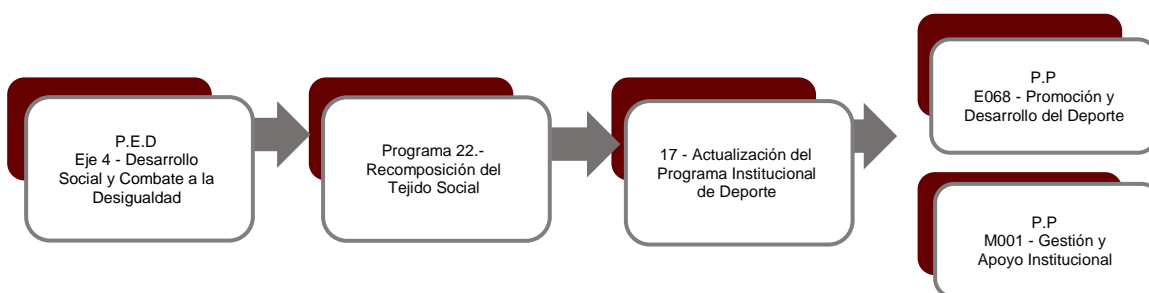 P.E.D
Eje 4 - Desarrollo
Social y Combate a la
Desigualdad
Programa 22.-
Recomposición del
Tejido Social
17 - Actualización del
Programa Institucional
de Deporte
P.P
E068 - Promoción y
Desarrollo del Deporte
P.P
M001 - Gestión y
Apoyo Institucional